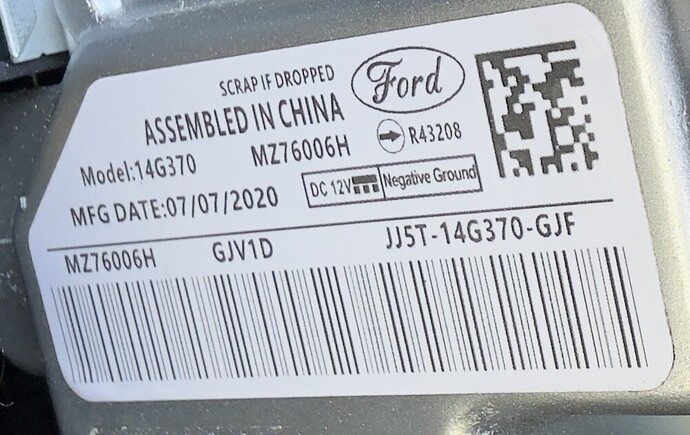 SCRAP IF DROPPED
Ford
ASSEMBLED IN CHINA
Model:14G370 MZ76006H R43208
MFG DATE:07/07/2020 DC 12V Negative Ground
MZ76006H GJV1D JJ5T-14G370-GJF